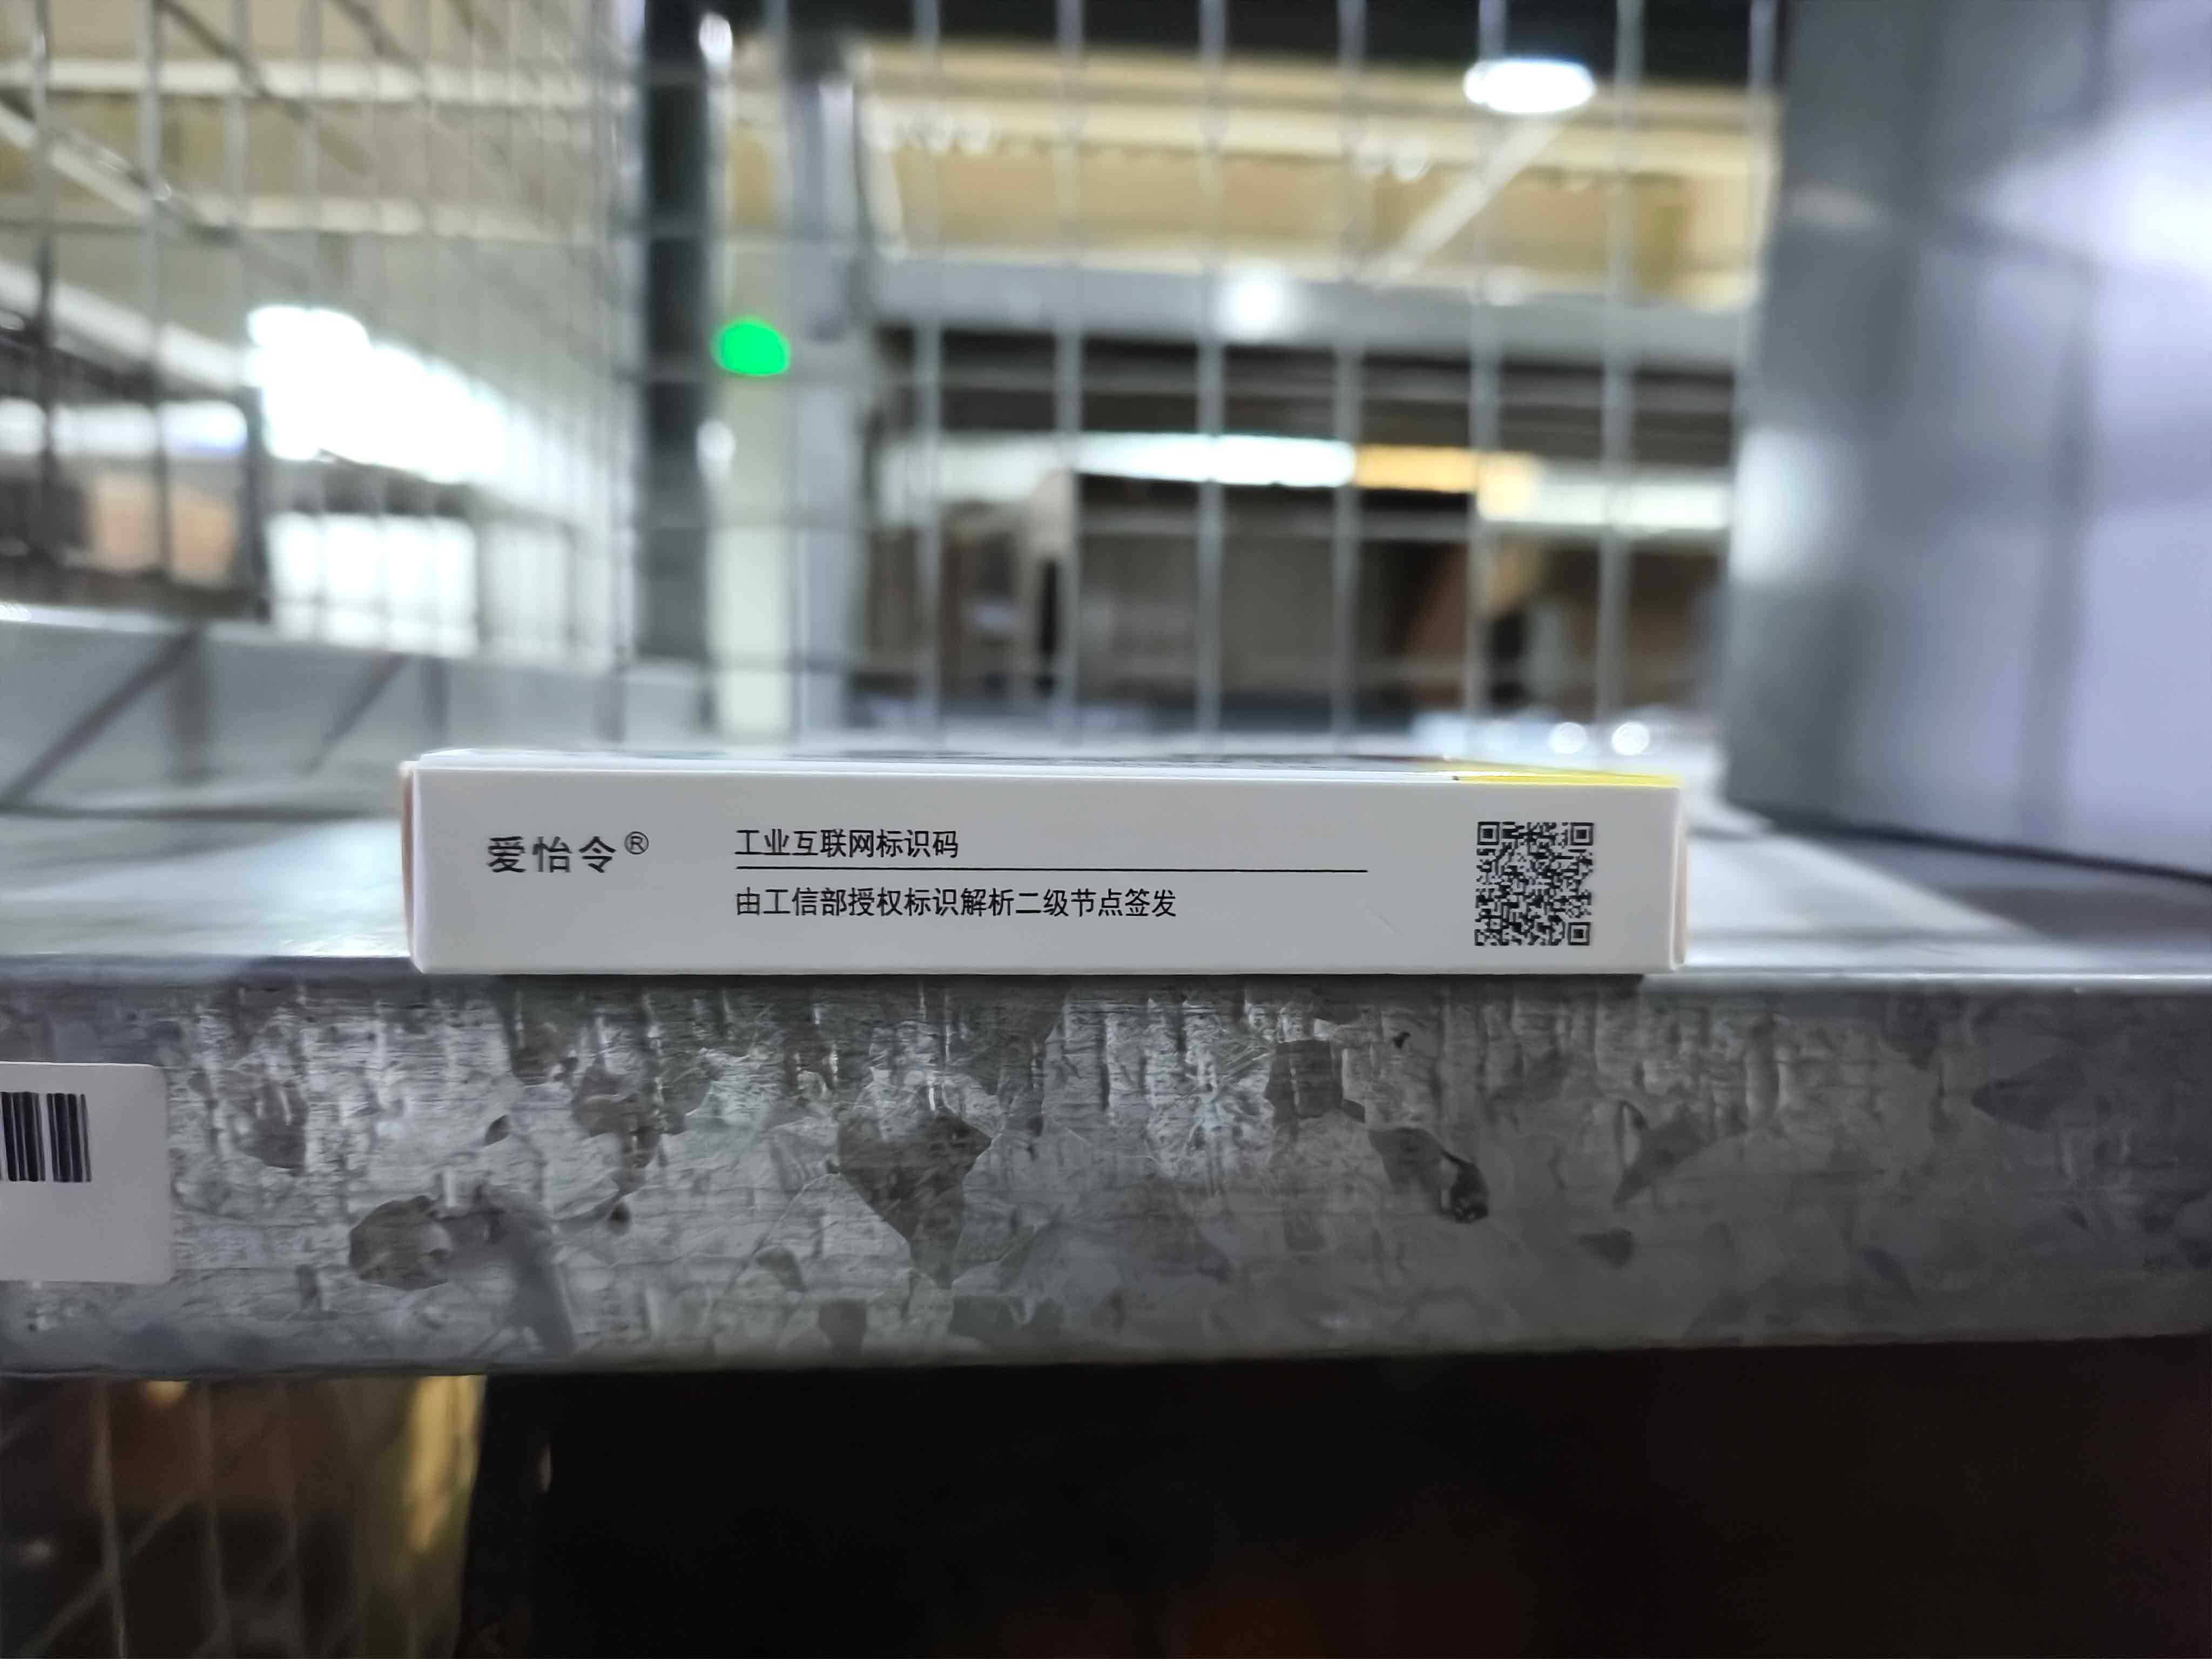 爱怡令®
工业互联网标识码
由工信部授权标识解析二级节点签发